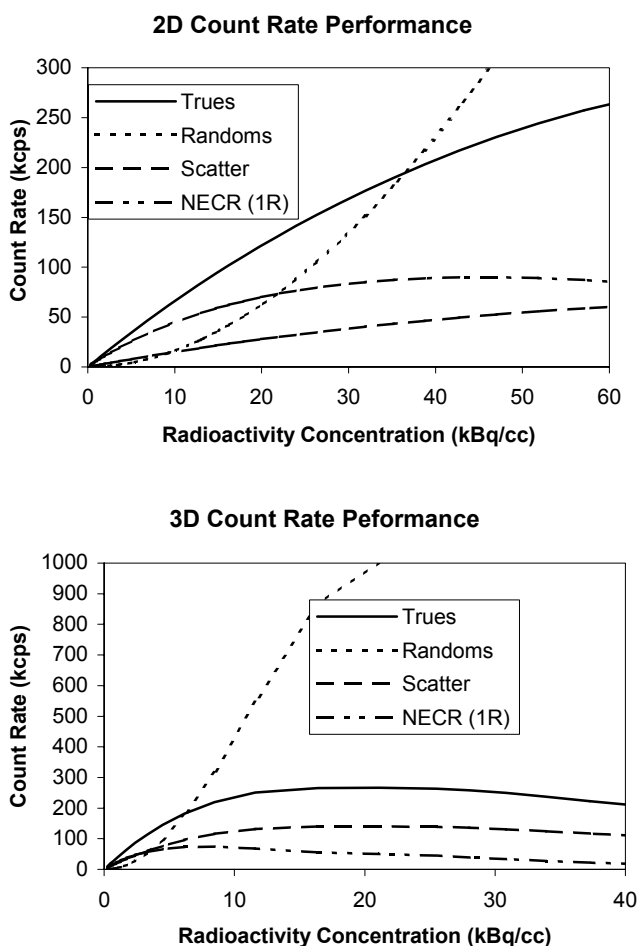 2D Count Rate Performance
300
250
200
150
100
50
0
Count Rate (kcps)
Trues
Randoms
Scatter
NECR (1R)
0 10 20 30 40 50 60
Radioactivity Concentration (kBq/cc)
3D Count Rate Peformance
1000
900
800
700
600
500
400
300
200
100
0
Count Rate (kcps)
Trues
Randoms
Scatter
NECR (1R)
0 10 20 30 40
Radioactivity Concentration (kBq/cc)